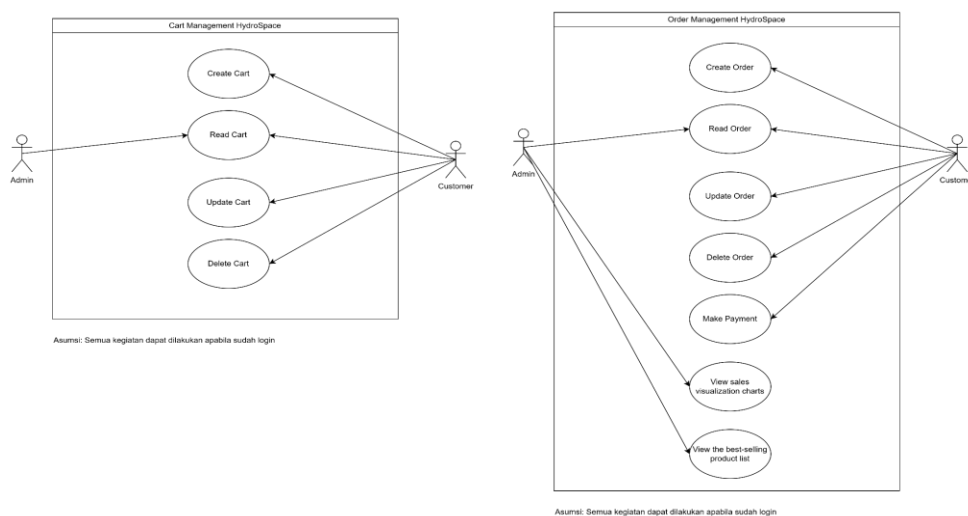 Cart Management HydroSpace
Create Cart
Read Cart
Admin
Customer
Update Cart
Delete Cart
Asumsi: Semua kegiatan dapat dilakukan apabila sudah login
Order Management HydroSpace
Create Order
Read Order
Admin
Custome
Update Order
Delete Order
Make Payment
View sales
visualization charts
View the best-selling
product list
Asumsi: Semua kegiatan dapat dilakukan apabila sudah login